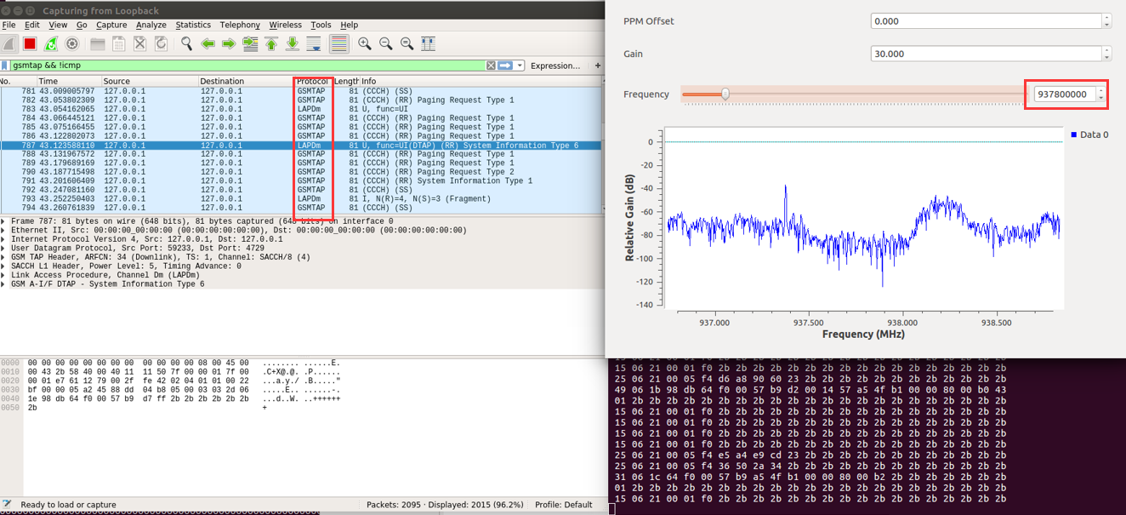 Capturing from Loopback
File Edit View Go Capture Analyze Statistics Telephony Wireless Tools Help
gsmtap && !icmp
Expression... +
No. Time Source Destination Protocol Length Info
781 43.009005797 127.0.0.1 127.0.0.1 GSMTAP 81 (CCCH) (SS)
782 43.053802309 127.0.0.1 127.0.0.1 GSMTAP 81 (CCCH) (RR) Paging Request Type 1
783 43.054162065 127.0.0.1 127.0.0.1 LAPDm 81 U, func=UI
784 43.066445121 127.0.0.1 127.0.0.1 GSMTAP 81 (CCCH) (RR) Paging Request Type 1
785 43.075166455 127.0.0.1 127.0.0.1 GSMTAP 81 (CCCH) (RR) Paging Request Type 1
786 43.122802073 127.0.0.1 127.0.0.1 GSMTAP 81 (CCCH) (RR) Paging Request Type 1
787 43.123588110 127.0.0.1 127.0.0.1 LAPDm 81 U, func=UI(DTAP) (RR) System Information Type 6
788 43.131967572 127.0.0.1 127.0.0.1 GSMTAP 81 (CCCH) (RR) Paging Request Type 1
789 43.179689169 127.0.0.1 127.0.0.1 GSMTAP 81 (CCCH) (RR) Paging Request Type 1
790 43.187715498 127.0.0.1 127.0.0.1 GSMTAP 81 (CCCH) (RR) Paging Request Type 2
791 43.201606409 127.0.0.1 127.0.0.1 GSMTAP 81 (CCCH) (RR) System Information Type 1
792 43.247081160 127.0.0.1 127.0.0.1 GSMTAP 81 (CCCH) (SS)
793 43.252250403 127.0.0.1 127.0.0.1 LAPDm 81 I, N(R)=4, N(S)=3 (Fragment)
794 43.260761839 127.0.0.1 127.0.0.1 GSMTAP 81 (CCCH) (SS)
Frame 787: 81 bytes on wire (648 bits), 81 bytes captured (648 bits) on interface 0
Ethernet II, Src: 00:00:00_00:00:00 (00:00:00:00:00:00), Dst: 00:00:00_00:00:00 (00:00:00:00:00:00)
Internet Protocol Version 4, Src: 127.0.0.1, Dst: 127.0.0.1
User Datagram Protocol, Src Port: 59233, Dst Port: 4729
GSM TAP Header, ARFCN: 34 (Downlink), TS: 1, Channel: SACCH/8 (4)
SACCH L1 Header, Power Level: 5, Timing Advance: 0
Link Access Procedure, Channel Dm (LAPDm)
GSM A-I/F DTAP - System Information Type 6
0000 00 00 00 00 00 00 00 00 00 00 00 00 08 00 45 00 ........ ......E.
0010 00 43 2b 58 40 00 40 11 11 50 7f 00 00 01 7f 00 .C+X@.@. .P......
0020 00 01 e7 61 12 79 00 2f fe 42 02 04 01 01 00 22 ...a.y./ .B....."
0030 bf 00 00 05 a2 45 88 dd 04 b8 05 00 03 03 2d 06 .....E.. ......-.
0040 1e 98 db 64 f0 00 57 b9 d7 ff 2b 2b 2b 2b 2b 2b ...d..W. ..++++++
0050 2b +
Ready to load or capture
Packets: 2095 · Displayed: 2015 (96.2%)
Profile: Default
PPM Offset 0.000
Gain 30.000
Frequency 937800000
Data 0
Relative Gain (dB)
0
-20
-40
-60
-80
-100
-120
-140
937.000 937.500 938.000 938.500
Frequency (MHz)
15 06 21 00 01 f0 2b 2b 2b 2b 2b 2b 2b 2b 2b 2b 2b 2b 2b 2b 2b 2b 2b
15 06 21 00 01 f0 2b 2b 2b 2b 2b 2b 2b 2b 2b 2b 2b 2b 2b 2b 2b 2b 2b
25 06 21 00 05 f4 d6 a8 90 60 23 2b 2b 2b 2b 2b 2b 2b 2b 2b 2b 2b 2b
49 06 1b 98 db 64 f0 00 57 b9 d2 00 14 57 a5 4f b1 00 00 80 00 b0 43
01 2b 2b 2b 2b 2b 2b 2b 2b 2b 2b 2b 2b 2b 2b 2b 2b 2b 2b 2b 2b 2b 2b
15 06 21 00 01 f0 2b 2b 2b 2b 2b 2b 2b 2b 2b 2b 2b 2b 2b 2b 2b 2b 2b
15 06 21 00 01 f0 2b 2b 2b 2b 2b 2b 2b 2b 2b 2b 2b 2b 2b 2b 2b 2b 2b
15 06 21 00 01 f0 2b 2b 2b 2b 2b 2b 2b 2b 2b 2b 2b 2b 2b 2b 2b 2b 2b
15 06 21 00 01 f0 2b 2b 2b 2b 2b 2b 2b 2b 2b 2b 2b 2b 2b 2b 2b 2b 2b
25 06 21 00 05 f4 e5 a4 e9 cd 23 2b 2b 2b 2b 2b 2b 2b 2b 2b 2b 2b 2b
25 06 21 00 05 f4 36 50 2a 34 2b 2b 2b 2b 2b 2b 2b 2b 2b 2b 2b 2b 2b
31 06 1c 64 f0 00 57 b9 a5 4f b1 00 00 80 00 b2 2b 2b 2b 2b 2b 2b 2b
01 2b 2b 2b 2b 2b 2b 2b 2b 2b 2b 2b 2b 2b 2b 2b 2b 2b 2b 2b 2b 2b 2b
15 06 21 00 01 f0 2b 2b 2b 2b 2b 2b 2b 2b 2b 2b 2b 2b 2b 2b 2b 2b 2b